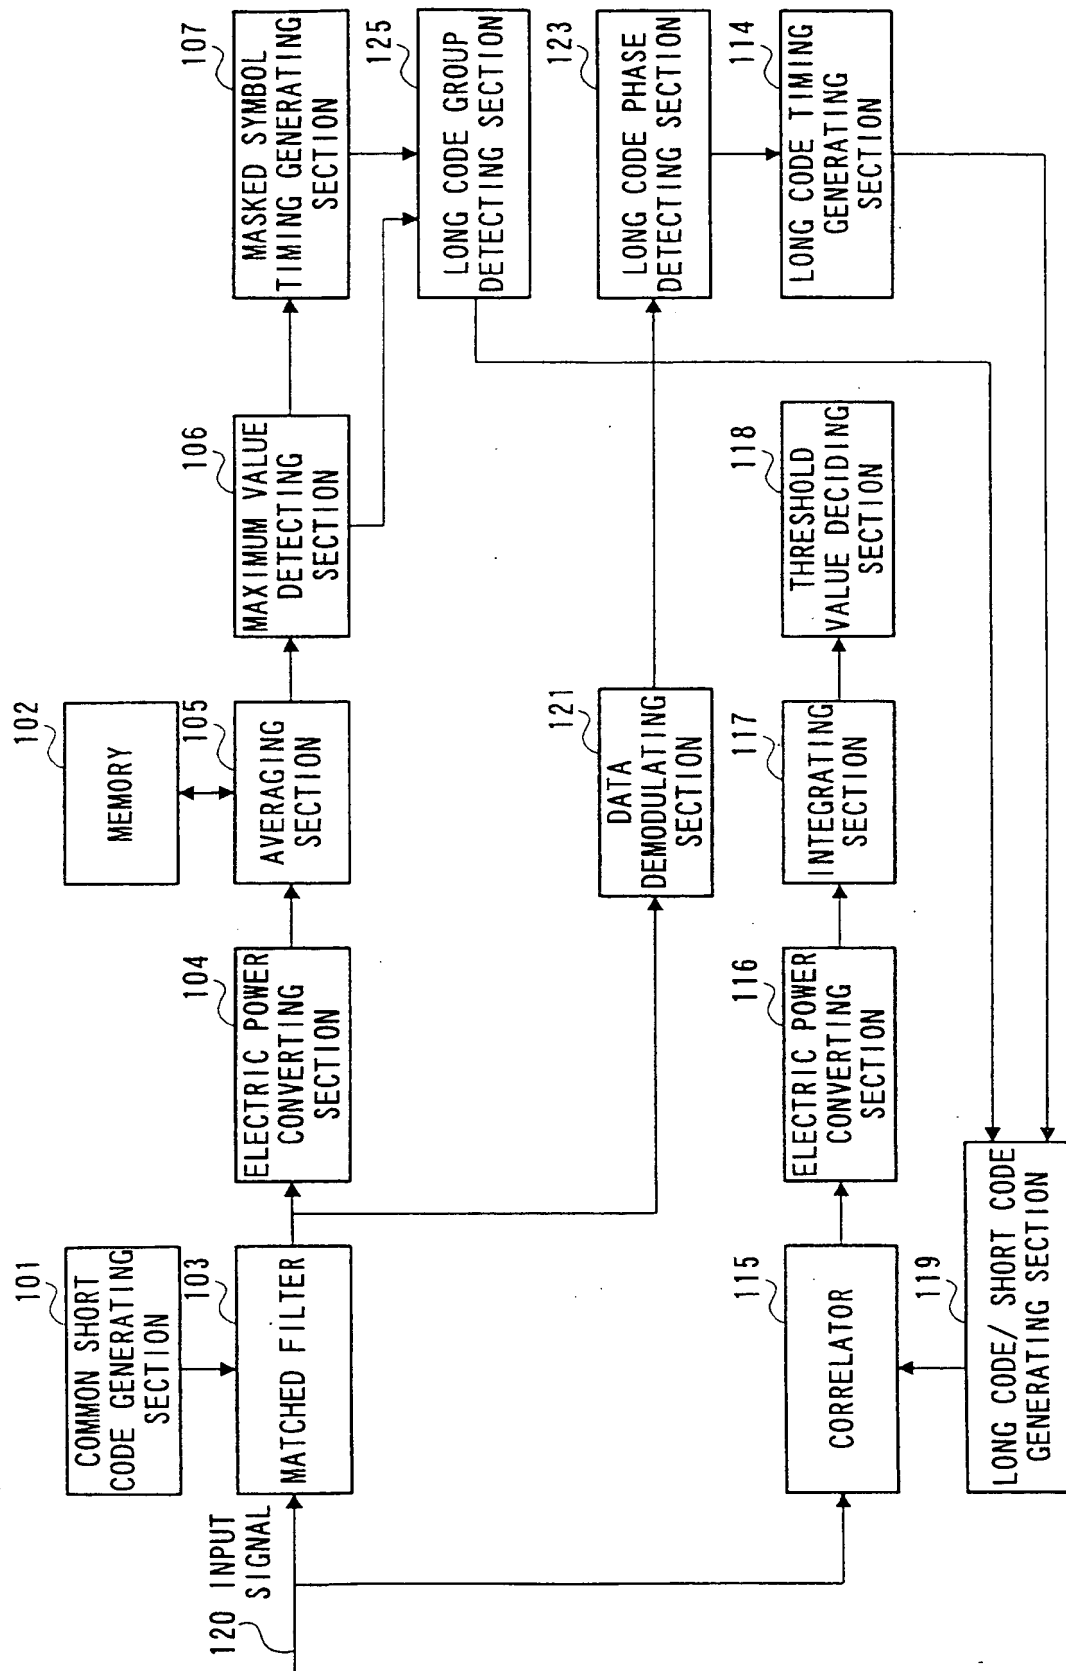 101
COMMON SHORT
CODE GENERATING
SECTION
102
MEMORY
120 INPUT
SIGNAL
103
MATCHED FILTER
104
ELECTRIC POWER
CONVERTING
SECTION
105
AVERAGING
SECTION
106
MAXIMUM VALUE
DETECTING
SECTION
107
MASKED SYMBOL
TIMING GENERATING
SECTION
125
LONG CODE GROUP
DETECTING SECTION
121
DATA
DEMODULATING
SECTION
123
LONG CODE PHASE
DETECTING SECTION
115
CORRELATOR
116
ELECTRIC POWER
CONVERTING
SECTION
117
INTEGRATING
SECTION
118
THRESHOLD
VALUE DECIDING
SECTION
114
LONG CODE TIMING
GENERATING
SECTION
119
LONG CODE/ SHORT CODE
GENERATING SECTION